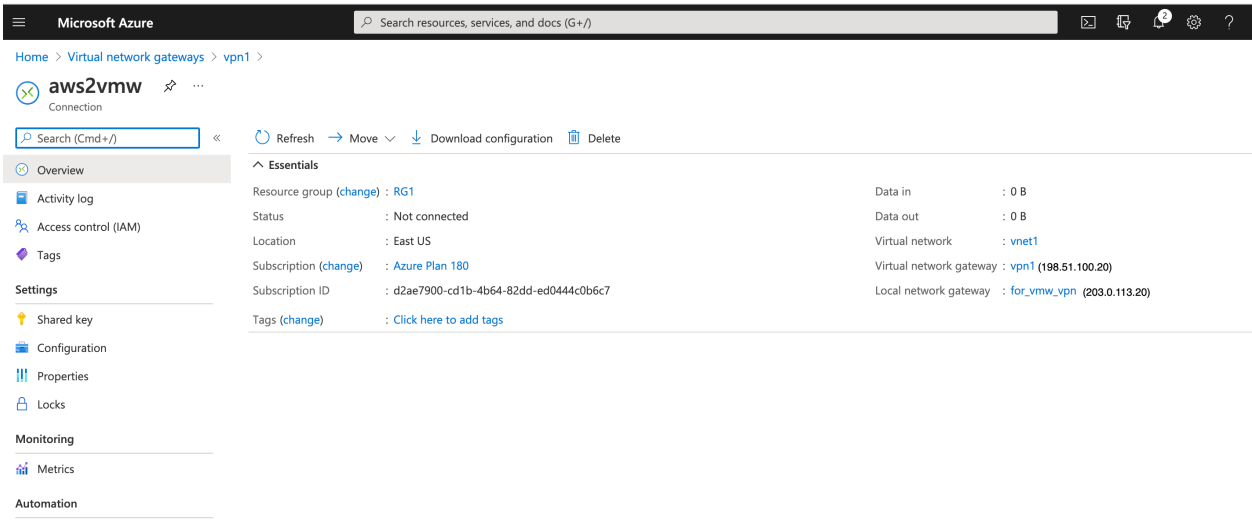 Microsoft Azure
Search resources, services, and docs (G+/)
2
Home > Virtual network gateways > vpn1 >
aws2vmw
Connection
Search (Cmd+/)
Refresh Move Download configuration Delete
Overview
Activity log
Access control (IAM)
Tags
Settings
Shared key
Configuration
Properties
Locks
Monitoring
Metrics
Automation
Essentials
Resource group (change) : RG1
Status : Not connected
Location : East US
Subscription (change) : Azure Plan 180
Subscription ID : d2ae7900-cd1b-4b64-82dd-ed0444c0b6c7
Tags (change) : Click here to add tags
Data in : 0 B
Data out : 0 B
Virtual network : vnet1
Virtual network gateway : vpn1 (198.51.100.20)
Local network gateway : for_vmw_vpn (203.0.113.20)